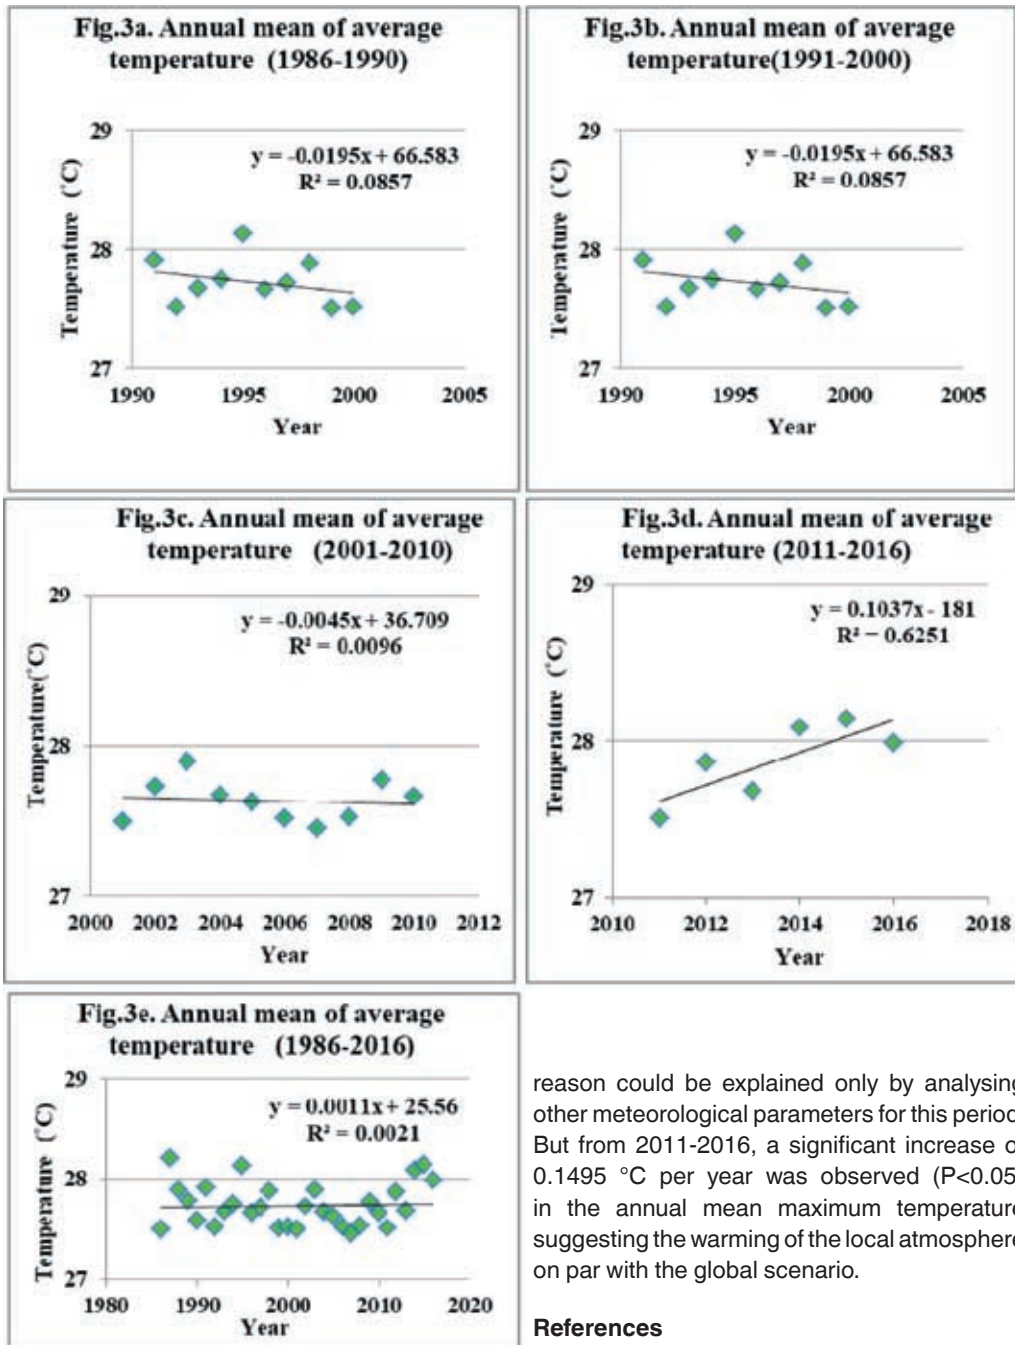 Fig.3a. Annual mean of average
temperature (1986-1990)
29
y = -0.0195x + 66.583
R² = 0.0857
28
27
Temperature (˚C)
1990 1995 2000 2005
Year
Fig.3b. Annual mean of average
temperature(1991-2000)
29
y = -0.0195x + 66.583
R² = 0.0857
28
27
Temperature (˚C)
1990 1995 2000 2005
Year
Fig.3c. Annual mean of average
temperature (2001-2010)
29
y = -0.0045x + 36.709
R² = 0.0096
28
27
Temperature(˚C)
2000 2002 2004 2006 2008 2010 2012
Year
Fig.3d. Annual mean of average
temperature (2011-2016)
29
y = 0.1037x - 181
R² = 0.6251
28
27
Temperature (˚C)
2010 2012 2014 2016 2018
Year
Fig.3e. Annual mean of average
temperature (1986-2016)
29
y = 0.0011x + 25.56
R² = 0.0021
28
27
Temperature (˚C)
1980 1990 2000 2010 2020
Year
reason could be explained only by analysing
other meteorological parameters for this period
But from 2011-2016, a significant increase o
0.1495 °C per year was observed (P<0.05
in the annual mean maximum temperature
suggesting the warming of the local atmosphere
on par with the global scenario.
References